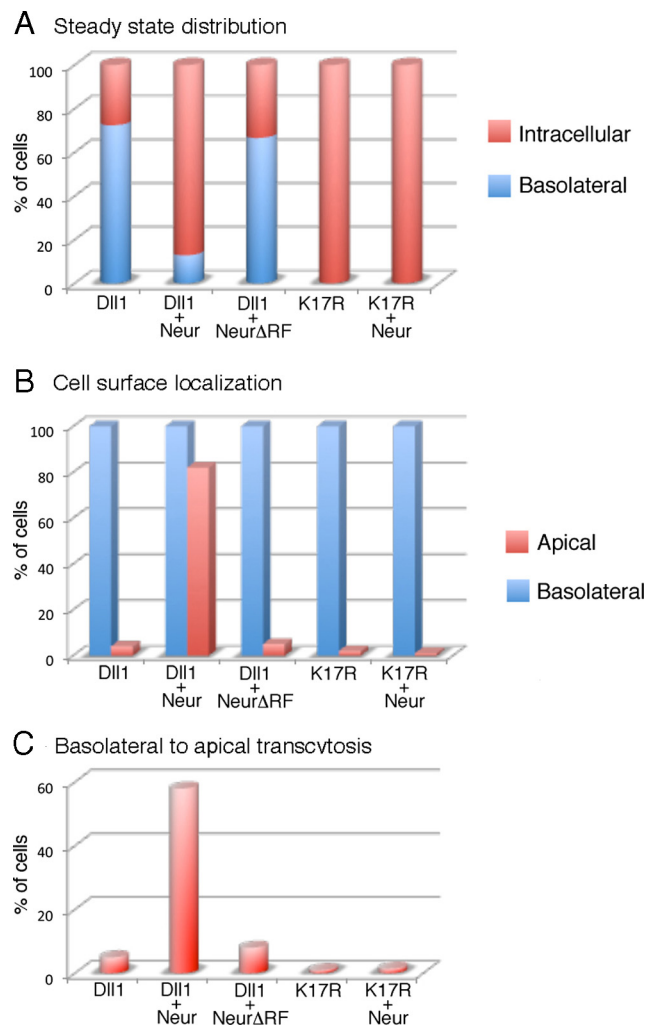 A Steady state distribution
% of cells
100
80
60
40
20
0
Dll1
Dll1 + Neur
Dll1 + NeurΔRF
K17R
K17R + Neur
Intracellular
Basolateral
B Cell surface localization
% of cells
100
80
60
40
20
0
Dll1
Dll1 + Neur
Dll1 + NeurΔRF
K17R
K17R + Neur
Apical
Basolateral
C Basolateral to apical transcvtosis
% of cells
60
40
20
0
Dll1
Dll1 + Neur
Dll1 + NeurΔRF
K17R
K17R + Neur